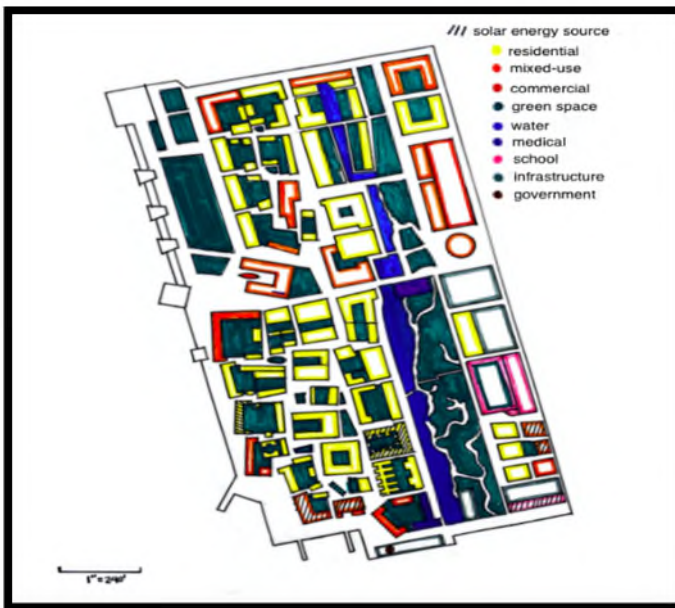 solar energy source
residential
mixed-use
commercial
green space
water
medical
school
infrastructure
government
1"=240'